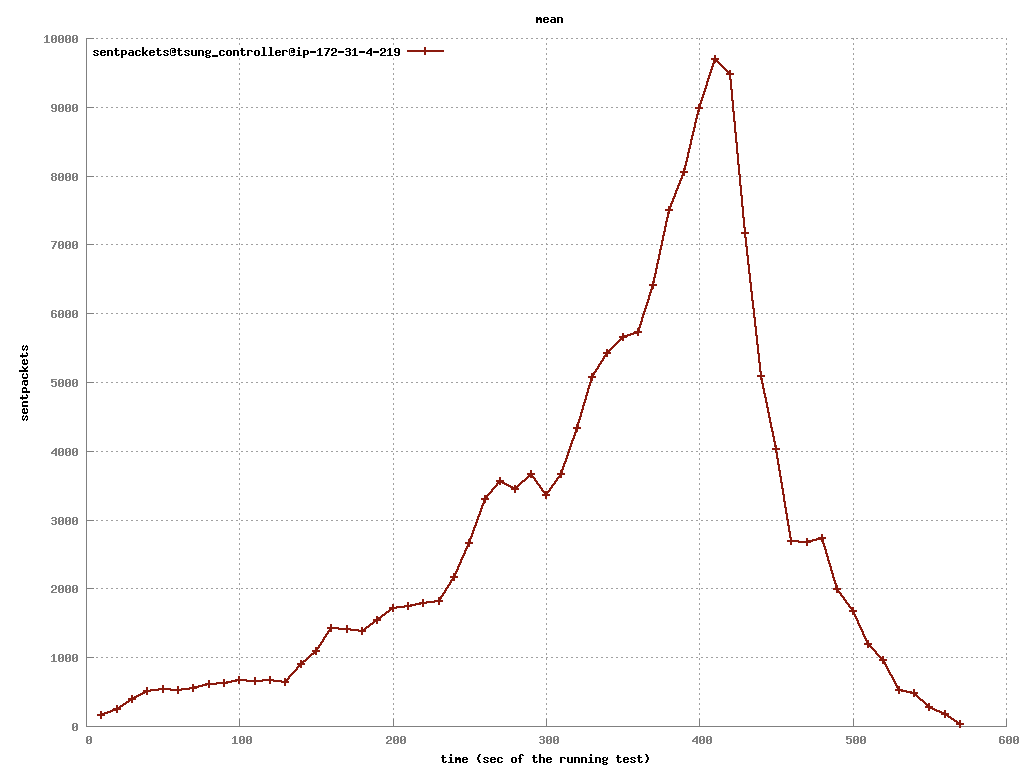 mean
10000
sentpackets@tsung_controller@ip-172-31-4-219
9000
8000
7000
6000
5000
4000
3000
2000
1000
0
sentpackets
0 100 200 300 400 500 600
time (sec of the running test)